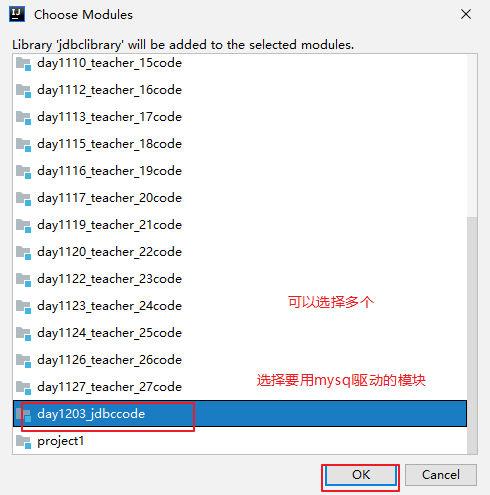 Choose Modules
Library 'jdbclibrary' will be added to the selected modules.
day1110_teacher_15code
day1112_teacher_16code
day1113_teacher_17code
day1115_teacher_18code
day1116_teacher_19code
day1117_teacher_20code
day1119_teacher_21code
day1120_teacher_22code
day1122_teacher_23code
day1123_teacher_24code
可以选择多个
day1124_teacher_25code
day1126_teacher_26code
day1127_teacher_27code
选择要用mysql驱动的模块
day1203_jdbccode
project1
OK
Cancel